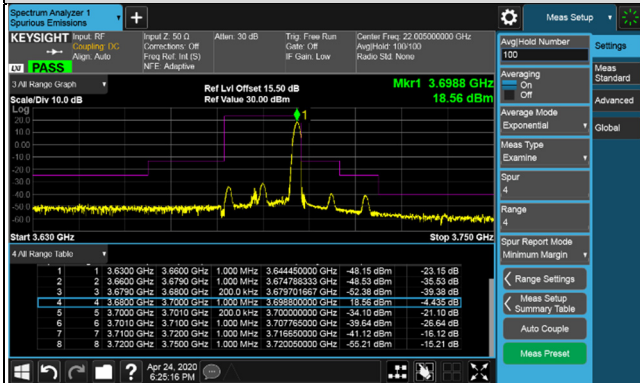 Spectrum Analyzer 1
Spurious Emissions
Meas Setup
KEYSIGHT Input: RF
Coupling: DC
Align: Auto
LXI PASS
Input Z: 50 Ω
Corrections: Off
Freq Ref: Int (S)
NFE: Adaptive
Atten: 30 dB
Trig: Free Run
Gate: Off
IF Gain: Low
Center Freq: 22.005000000 GHz
Avg|Hold: 100/100
Radio Std: None
3 All Range Graph
Scale/Div 10.0 dB
Ref Lvl Offset 15.50 dB
Ref Value 30.00 dBm
Mkr1 3.6988 GHz
18.56 dBm
Log
20.0
10.0
0.00
-10.0
-20.0
-30.0
-40.0
-50.0
-60.0
1
Start 3.630 GHz
Stop 3.750 GHz
4 All Range Table
1 1 3.6300 GHz 3.6600 GHz 1.000 MHz 3.644450000 GHz -48.15 dBm -23.15 dB
2 2 3.6600 GHz 3.6790 GHz 1.000 MHz 3.674788333 GHz -48.53 dBm -35.53 dB
3 3 3.6790 GHz 3.6800 GHz 200.0 kHz 3.679701667 GHz -52.38 dBm -39.38 dB
4 4 3.6800 GHz 3.7000 GHz 1.000 MHz 3.698800000 GHz 18.56 dBm -4.435 dB
5 5 3.7000 GHz 3.7010 GHz 200.0 kHz 3.700000000 GHz -34.10 dBm -21.10 dB
6 6 3.7010 GHz 3.7100 GHz 1.000 MHz 3.707765000 GHz -39.64 dBm -26.64 dB
7 7 3.7100 GHz 3.7200 GHz 1.000 MHz 3.716650000 GHz -41.12 dBm -16.12 dB
8 8 3.7200 GHz 3.7500 GHz 1.000 MHz 3.720050000 GHz -55.21 dBm -15.21 dB
Apr 24, 2020
6:25:16 PM
Avg|Hold Number
100
Averaging
On
Off
Average Mode
Exponential
Meas Type
Examine
Spur
4
Range
4
Spur Report Mode
Minimum Margin
Range Settings
Meas Setup
Summary Table
Auto Couple
Meas Preset
Settings
Meas
Standard
Advanced
Global